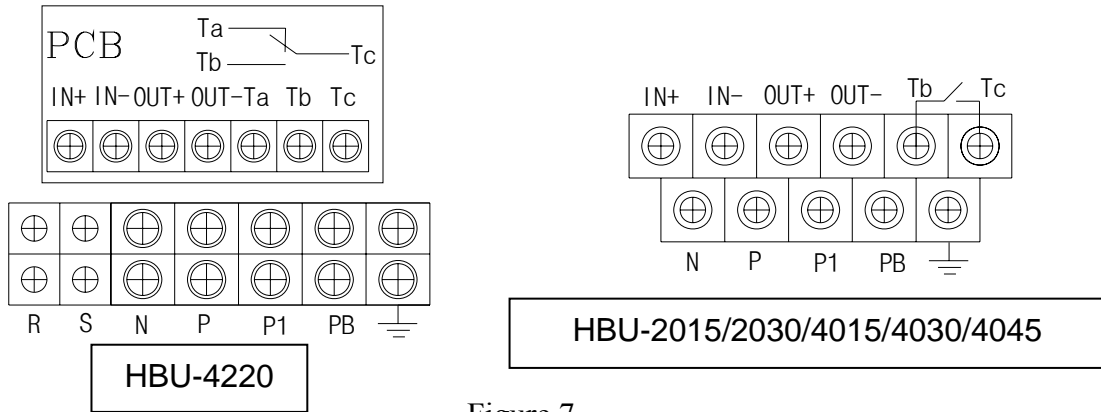 PCB
Ta
Tb
Tc
IN+ IN- OUT+ OUT- Ta Tb Tc
R S N P P1 PB
HBU-4220
IN+ IN- OUT+ OUT- Tb Tc
N P P1 PB
HBU-2015/2030/4015/4030/4045
Figure 7